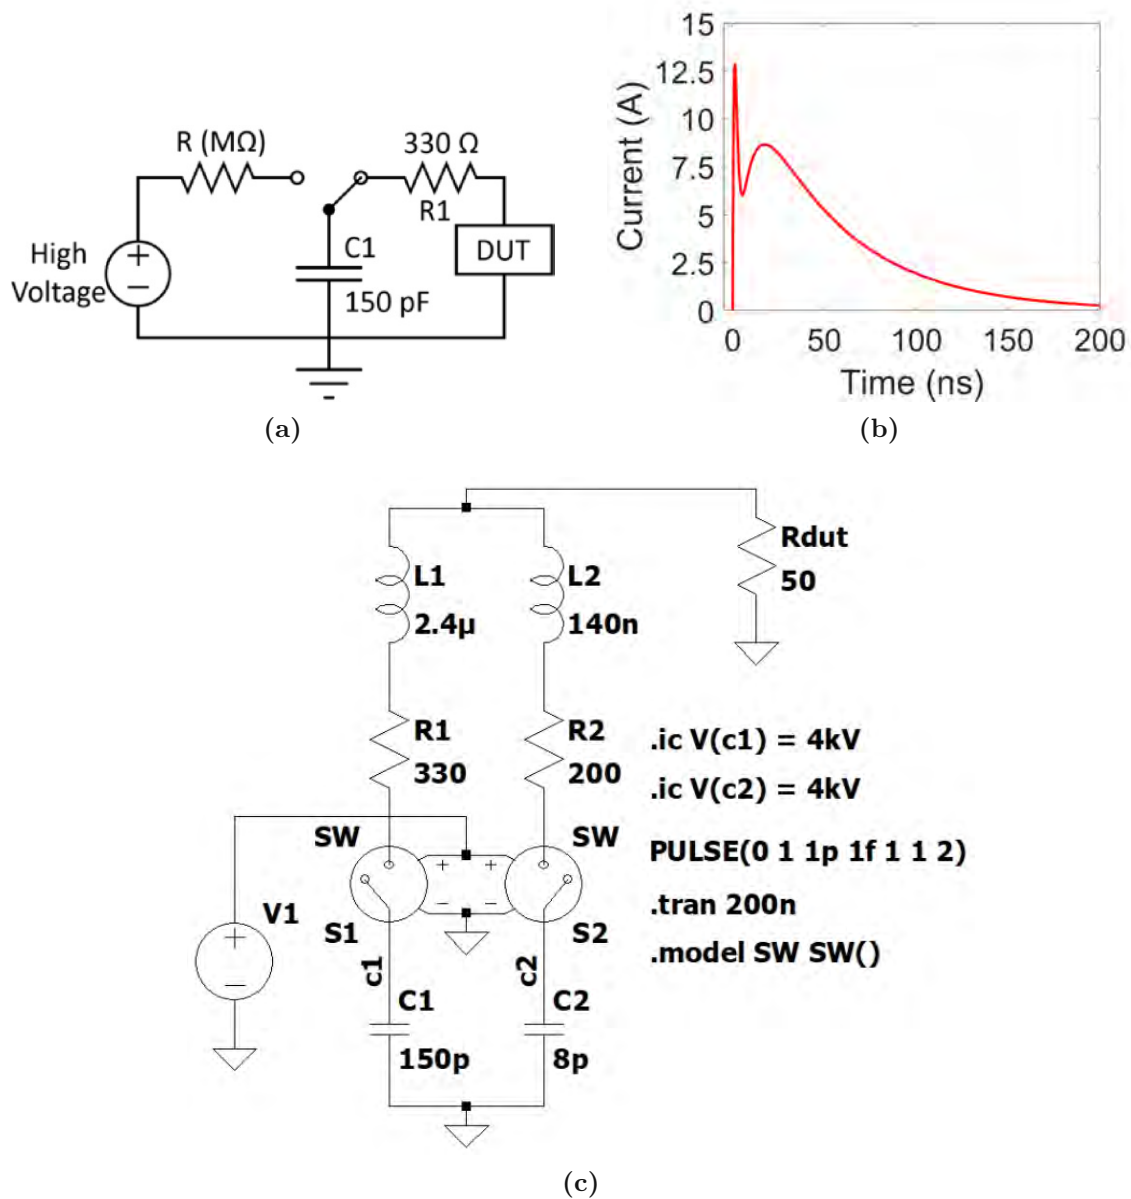 R (MΩ)
330 Ω
R1
High
Voltage
+
−
C1
150 pF
DUT
(a)
15
12.5
10
7.5
5
2.5
0
Current (A)
0 50 100 150 200
Time (ns)
(b)
L1
2.4µ
L2
140n
Rdut
50
R1
330
R2
200
.ic V(c1) = 4kV
.ic V(c2) = 4kV
PULSE(0 1 1p 1f 1 1 2)
.tran 200n
.model SW SW()
SW
SW
+ +
− −
V1
+
−
S1
S2
c1
c2
C1
150p
C2
8p
(c)